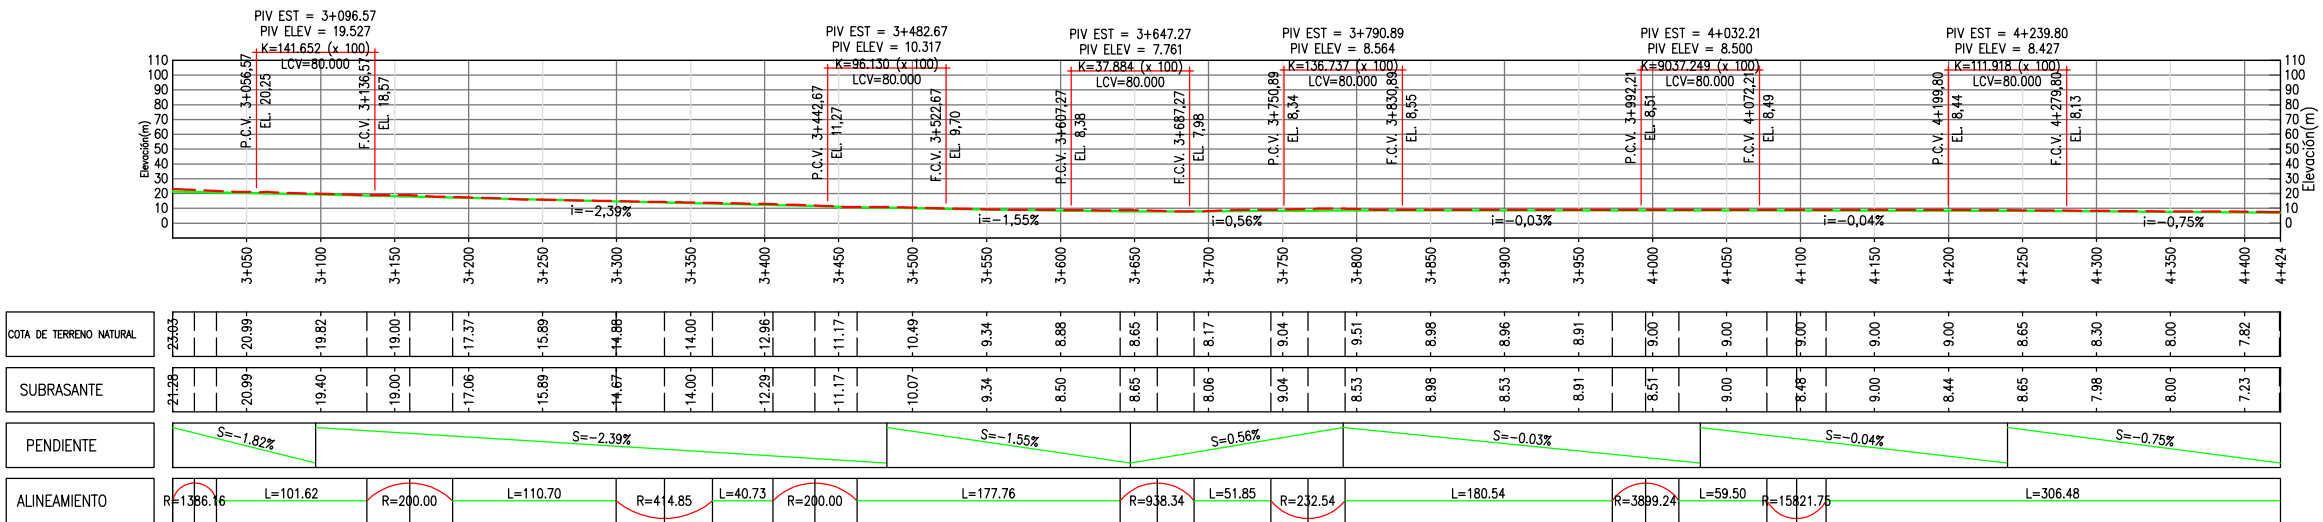 PIV EST = 3+096.57
PIV ELEV = 19.527
K=141.652 (x 100)
LCV=80.000
PIV EST = 3+482.67
PIV ELEV = 10.317
K=96.130 (x 100)
LCV=80.000
PIV EST = 3+647.27
PIV ELEV = 7.761
K=37.884 (x 100)
LCV=80.000
PIV EST = 3+790.89
PIV ELEV = 8.564
K=136.737 (x 100)
LCV=80.000
PIV EST = 4+032.21
PIV ELEV = 8.500
K=9037.249 (x 100)
LCV=80.000
PIV EST = 4+239.80
PIV ELEV = 8.427
K=111.918 (x 100)
LCV=80.000
P.C.V. 3+056,57
EL. 20,25
F.C.V. 3+136,57
EL. 18,57
P.C.V. 3+442,67
EL. 11,27
F.C.V. 3+522,67
EL. 9,70
P.C.V. 3+607,27
EL. 8,38
F.C.V. 3+687,27
EL. 7,98
P.C.V. 3+750,89
EL. 8,34
F.C.V. 3+830,89
EL. 8,55
P.C.V. 3+992,21
EL. 8,51
F.C.V. 4+072,21
EL. 8,49
P.C.V. 4+199,80
EL. 8,44
F.C.V. 4+279,80
EL. 8,13
Elevación(m)
110
100
90
80
70
60
50
40
30
20
10
0
110
100
90
80
70
60
50
40
30
20
10
0
Elevación(m)
i=-2,39%
i=-1,55%
i=0,56%
i=-0,03%
i=-0,04%
i=-0,75%
3+050 3+100 3+150 3+200 3+250 3+300 3+350 3+400 3+450 3+500 3+550 3+600 3+650 3+700 3+750 3+800 3+850 3+900 3+950 4+000 4+050 4+100 4+150 4+200 4+250 4+300 4+350 4+400 4+424
COTA DE TERRENO NATURAL 23.03 20.99 19.82 19.00 17.37 15.89 14.88 14.00 12.96 11.17 10.49 9.34 8.88 8.65 8.17 9.04 9.51 8.98 8.96 8.91 9.00 9.00 9.00 9.00 9.00 8.65 8.30 8.00 7.82
SUBRASANTE 21.28 20.99 19.40 19.00 17.06 15.89 14.67 14.00 12.29 11.17 10.07 9.34 8.50 8.65 8.06 9.04 8.53 8.98 8.53 8.91 8.51 9.00 8.48 9.00 8.44 8.65 7.98 8.00 7.23
PENDIENTE S=-1.82% S=-2.39% S=-1.55% S=0.56% S=-0.03% S=-0.04% S=-0.75%
ALINEAMIENTO R=1386.16 L=101.62 R=200.00 L=110.70 R=414.85 L=40.73 R=200.00 L=177.76 R=938.34 L=51.85 R=232.54 L=180.54 R=3899.24 L=59.50 R=15821.75 L=306.48